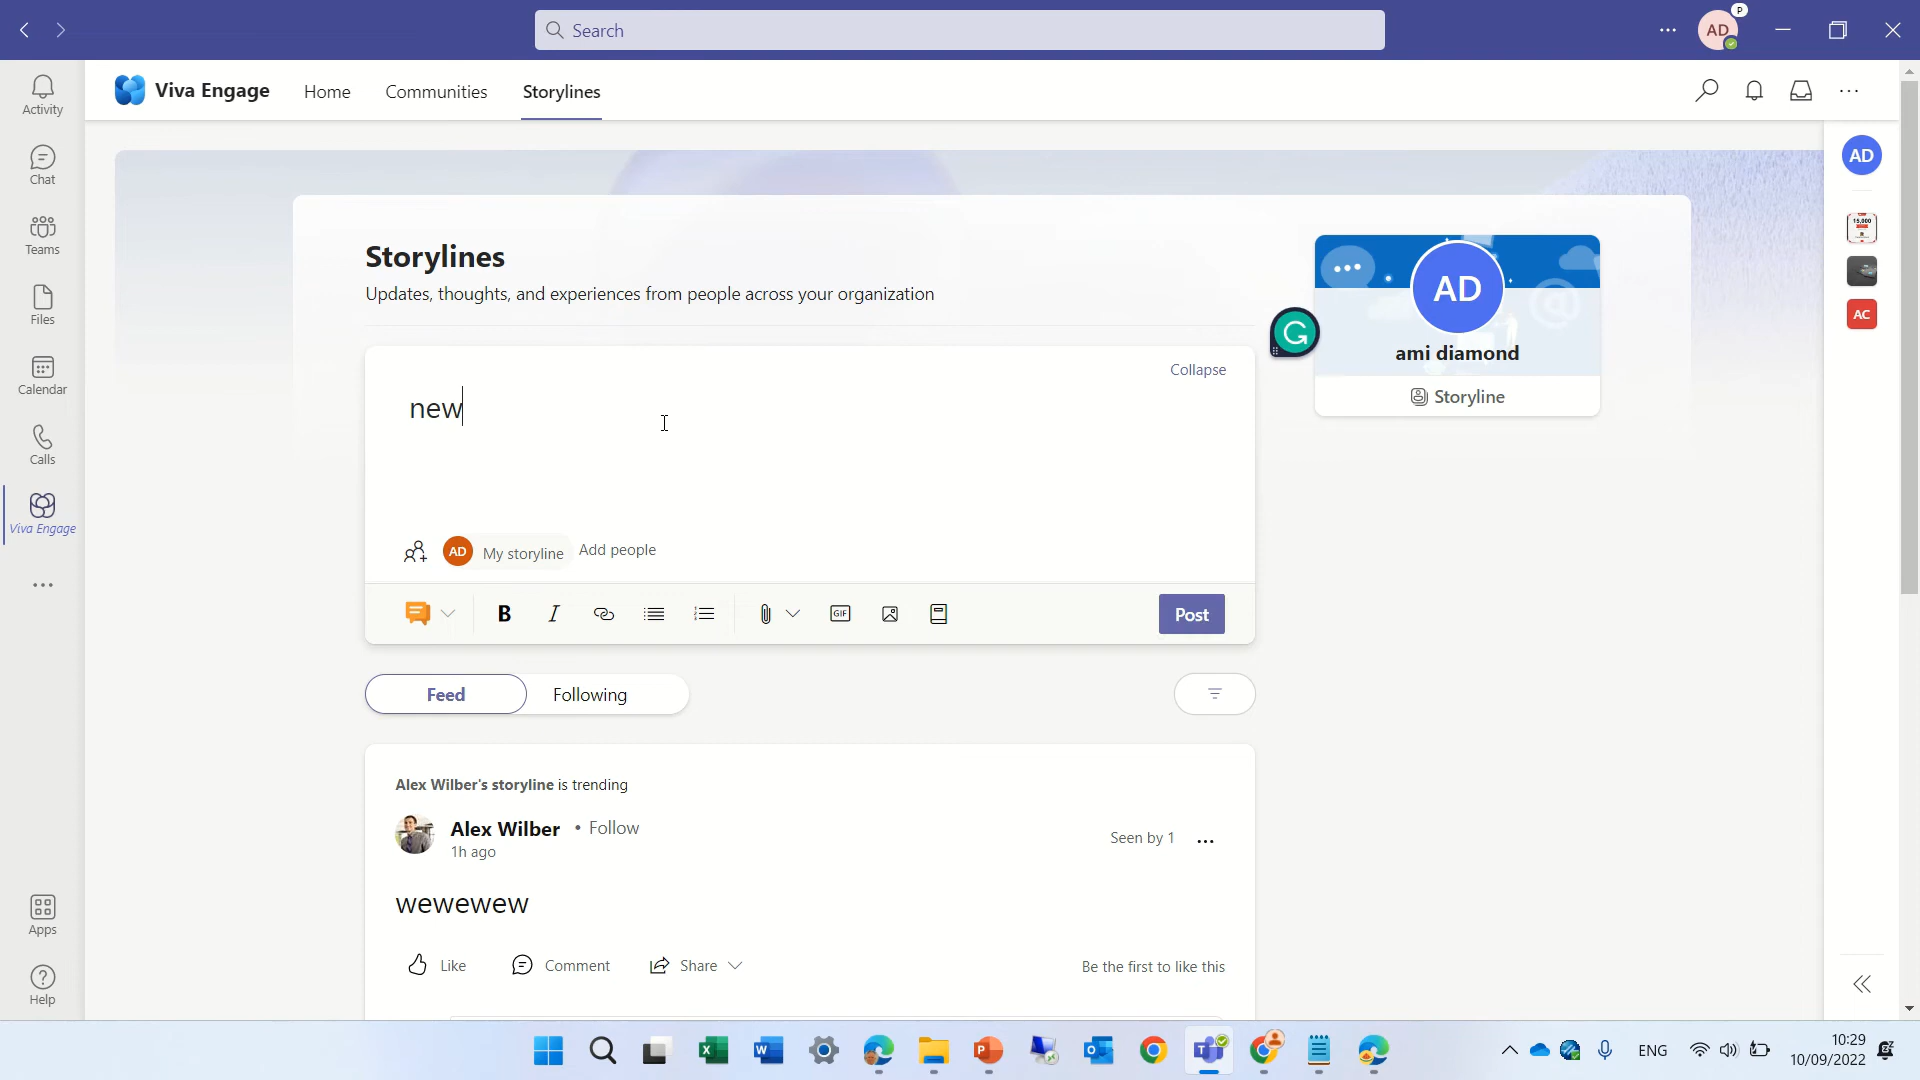 Search
AD
P
Activity
Chat
Teams
Files
Calendar
Calls
Viva Engage
Apps
Help
Viva Engage
Home
Communities
Storylines
AD
15,000
AC
Storylines
Updates, thoughts, and experiences from people across your organization
Collapse
new
AD
My storyline
Add people
B
I
GIF
Post
G
AD
@
ami diamond
Storyline
Feed
Following
Alex Wilber's storyline is trending
Alex Wilber • Follow
1h ago
Seen by 1
wewewew
Like
Comment
Share
Be the first to like this
ENG
10:29
10/09/2022